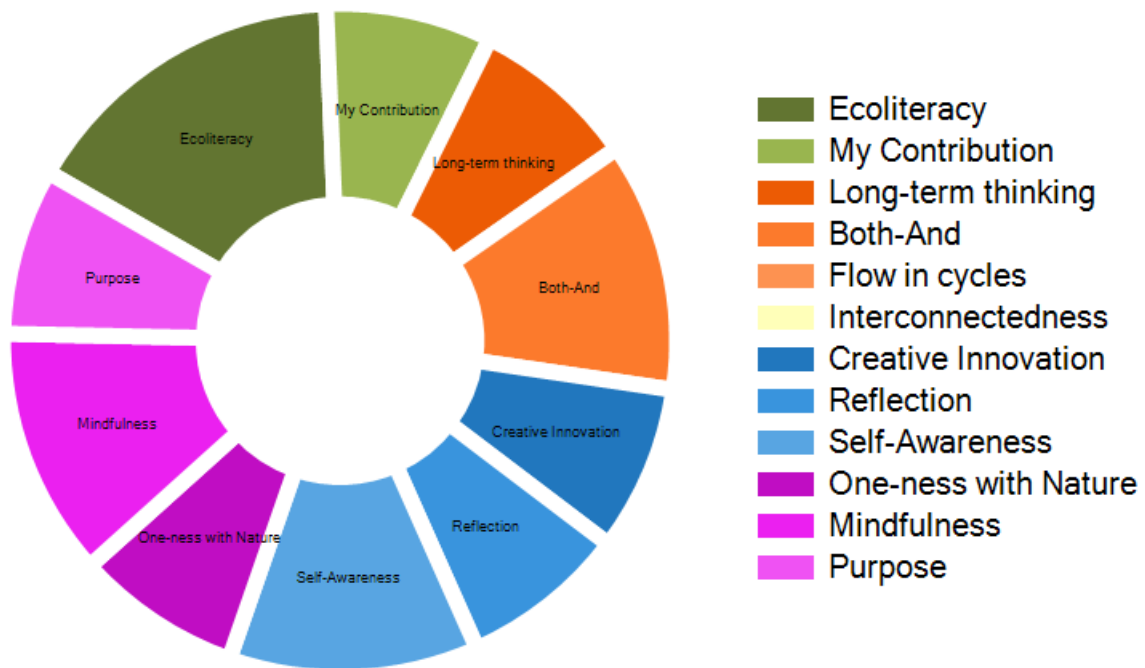 My Contribution
Ecoliteracy
Long-term thinking
Purpose
Both-And
Mindfulness
Creative Innovation
Reflection
One-ness with Nature
Self-Awareness
Ecoliteracy
My Contribution
Long-term thinking
Both-And
Flow in cycles
Interconnectedness
Creative Innovation
Reflection
Self-Awareness
One-ness with Nature
Mindfulness
Purpose